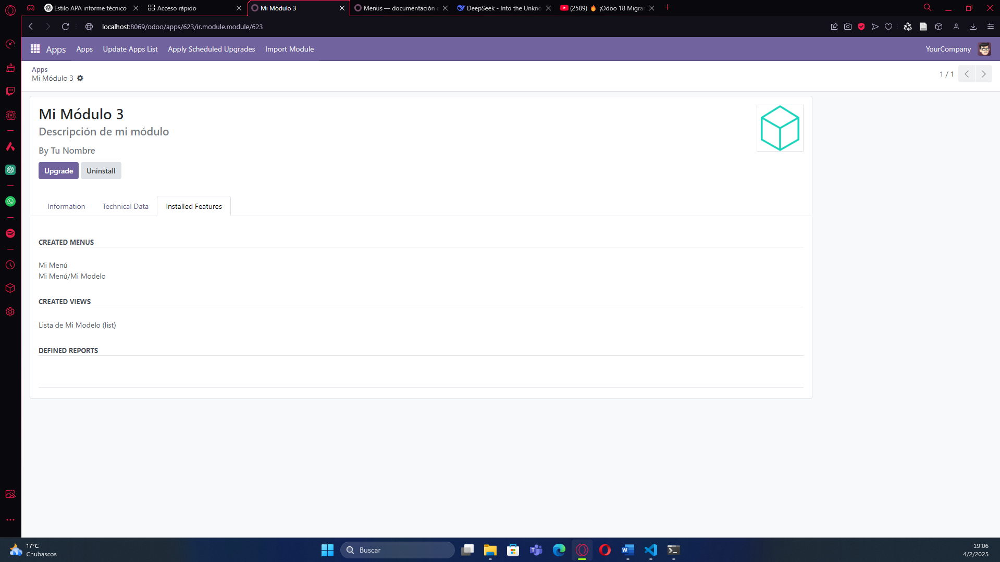 Estilo APA informe técnico
Acceso rápido
Mi Módulo 3
Menús — documentación
DeepSeek - Into the Unkno
(2589) 🔥 ¡Odoo 18 Migrar
localhost:8069/odoo/apps/623/ir.module.module/623
Apps
Apps
Update Apps List
Apply Scheduled Upgrades
Import Module
YourCompany
Apps
Mi Módulo 3
1 / 1
Mi Módulo 3
Descripción de mi módulo
By Tu Nombre
Upgrade
Uninstall
Information
Technical Data
Installed Features
CREATED MENUS
Mi Menú
Mi Menú/Mi Modelo
CREATED VIEWS
Lista de Mi Modelo (list)
DEFINED REPORTS
17°C
Chubascos
Buscar
19:06
4/2/2025